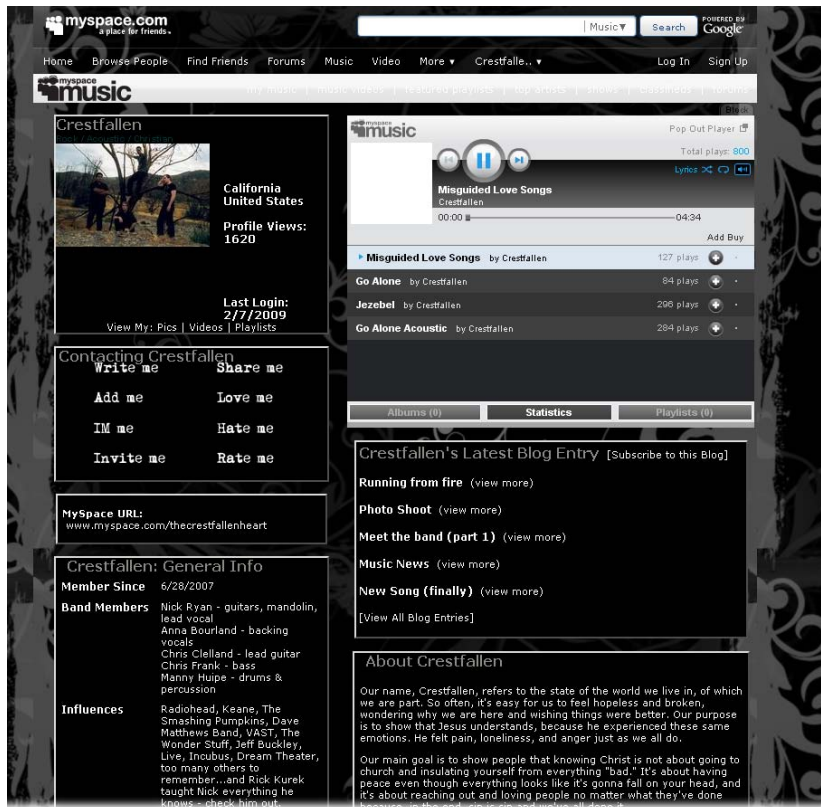 myspace.com
a place for friends.
Music▼
Search
POWERED BY
Google
Home Browse People Find Friends Forums Music Video More ▾ Crestfalle.. ▾ Log In Sign Up
myspace
music
my music | music videos | featured playlists | top artists | shows | classifieds | forums
Block
Crestfallen
Rock / Acoustic / Christian
California
United States
Profile Views:
1620
Last Login:
2/7/2009
View My: Pics | Videos | Playlists
myspace
music
Pop Out Player
Total plays: 800
Lyrics
Misguided Love Songs
Crestfallen
00:00 04:34
Add Buy
Misguided Love Songs by Crestfallen 127 plays
Go Alone by Crestfallen 84 plays
Jezebel by Crestfallen 296 plays
Go Alone Acoustic by Crestfallen 284 plays
Albums (0) Statistics Playlists (0)
Contacting Crestfallen
Write me Share me
Add me Love me
IM me Hate me
Invite me Rate me
MySpace URL:
www.myspace.com/thecrestfallenheart
Crestfallen: General Info
Member Since 6/28/2007
Band Members Nick Ryan - guitars, mandolin,
lead vocal
Anna Bourland - backing
vocals
Chris Clelland - lead guitar
Chris Frank - bass
Manny Huipe - drums &
percussion
Influences Radiohead, Keane, The
Smashing Pumpkins, Dave
Matthews Band, VAST, The
Wonder Stuff, Jeff Buckley,
Live, Incubus, Dream Theater,
too many others to
remember...and Rick Kurek
taught Nick everything he
knows - check him out.
Crestfallen's Latest Blog Entry [Subscribe to this Blog]
Running from fire (view more)
Photo Shoot (view more)
Meet the band (part 1) (view more)
Music News (view more)
New Song (finally) (view more)
[View All Blog Entries]
About Crestfallen
Our name, Crestfallen, refers to the state of the world we live in, of which
we are part. So often, it's easy for us to feel hopeless and broken,
wondering why we are here and wishing things were better. Our purpose
is to show that Jesus understands, because he experienced these same
emotions. He felt pain, loneliness, and anger just as we all do.
Our main goal is to show people that knowing Christ is not about going to
church and insulating yourself from everything "bad." It's about having
peace even though everything looks like it's gonna fall on your head, and
it's about reaching out and loving people no matter what they've done
because, in the end, sin is sin and we've all done it.